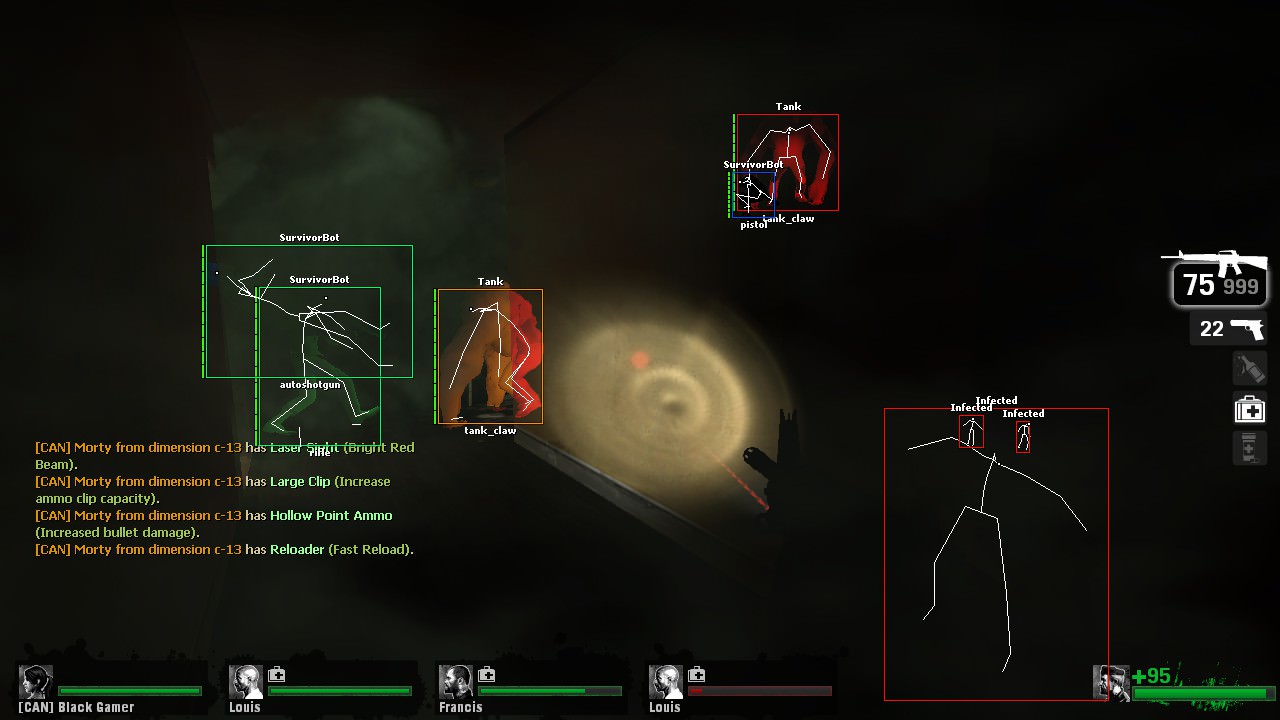 Tank
SurvivorBot
tank_claw
pistol
SurvivorBot
SurvivorBot
Tank
autoshotgun
tank_claw
75 999
22
Infected
Infected
Infected
[CAN] Morty from dimension c-13 has Laser Sight (Bright Red
Beam).
rifle
[CAN] Morty from dimension c-13 has Large Clip (Increase
ammo clip capacity).
[CAN] Morty from dimension c-13 has Hollow Point Ammo
(Increased bullet damage).
[CAN] Morty from dimension c-13 has Reloader (Fast Reload).
+95
[CAN] Black Gamer
Louis
Francis
Louis